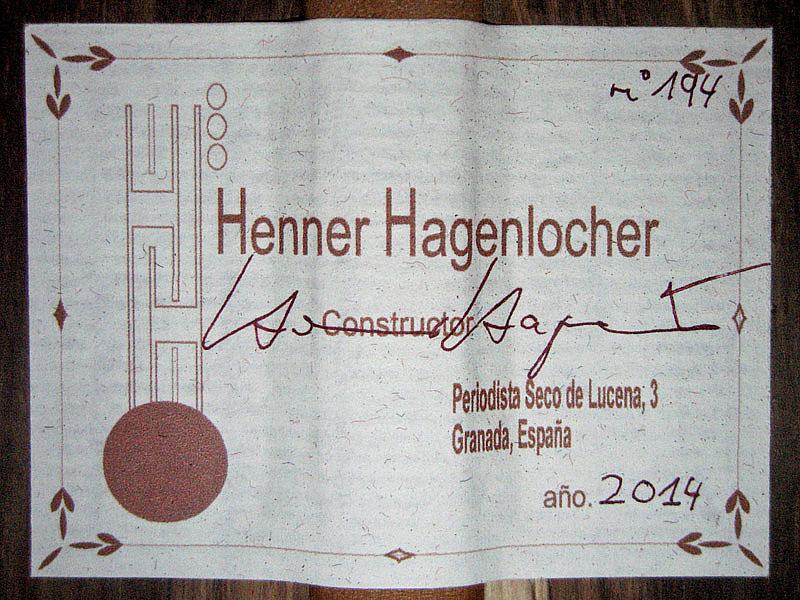 nº 194
Henner Hagenlocher
Constructor
Periodista Seco de Lucena, 3
Granada, España
año. 2014